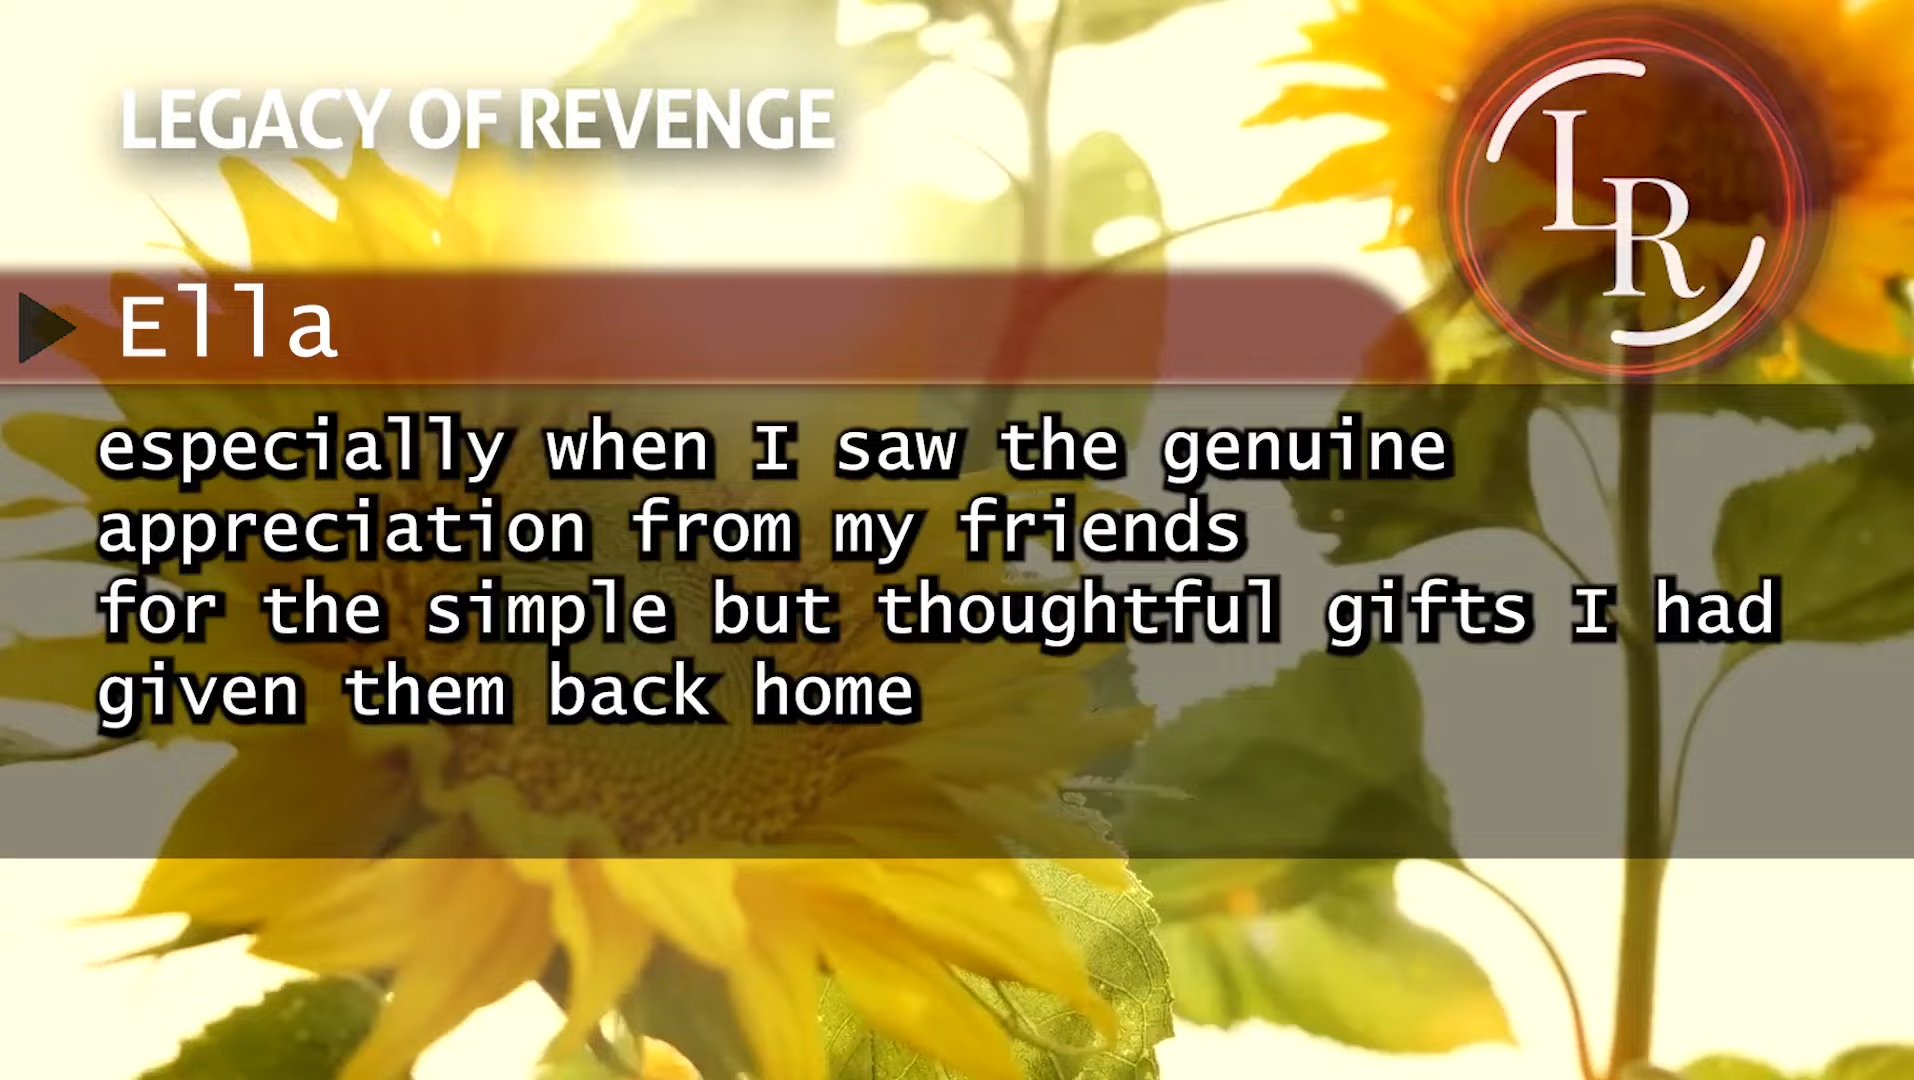 LEGACY OF REVENGE
LR
Ella
especially when I saw the genuine
appreciation from my friends
for the simple but thoughtful gifts I had
given them back home